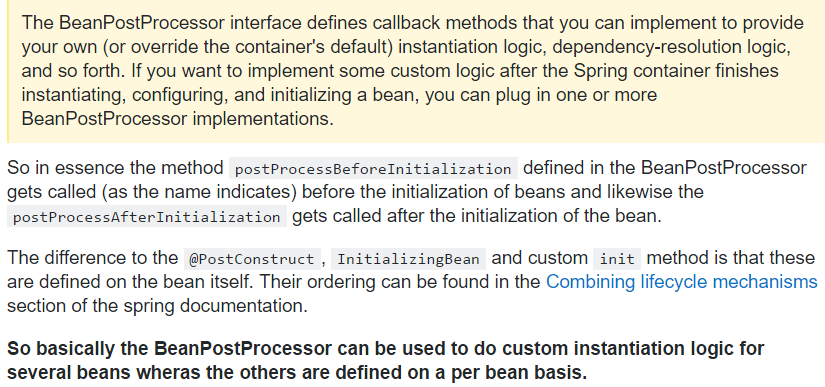 The BeanPostProcessor interface defines callback methods that you can implement to provide
your own (or override the container's default) instantiation logic, dependency-resolution logic,
and so forth. If you want to implement some custom logic after the Spring container finishes
instantiating, configuring, and initializing a bean, you can plug in one or more
BeanPostProcessor implementations.
So in essence the method postProcessBeforeInitialization defined in the BeanPostProcessor
gets called (as the name indicates) before the initialization of beans and likewise the
postProcessAfterInitialization gets called after the initialization of the bean.
The difference to the @PostConstruct , InitializingBean and custom init method is that these
are defined on the bean itself. Their ordering can be found in the Combining lifecycle mechanisms
section of the spring documentation.
So basically the BeanPostProcessor can be used to do custom instantiation logic for
several beans wheras the others are defined on a per bean basis.